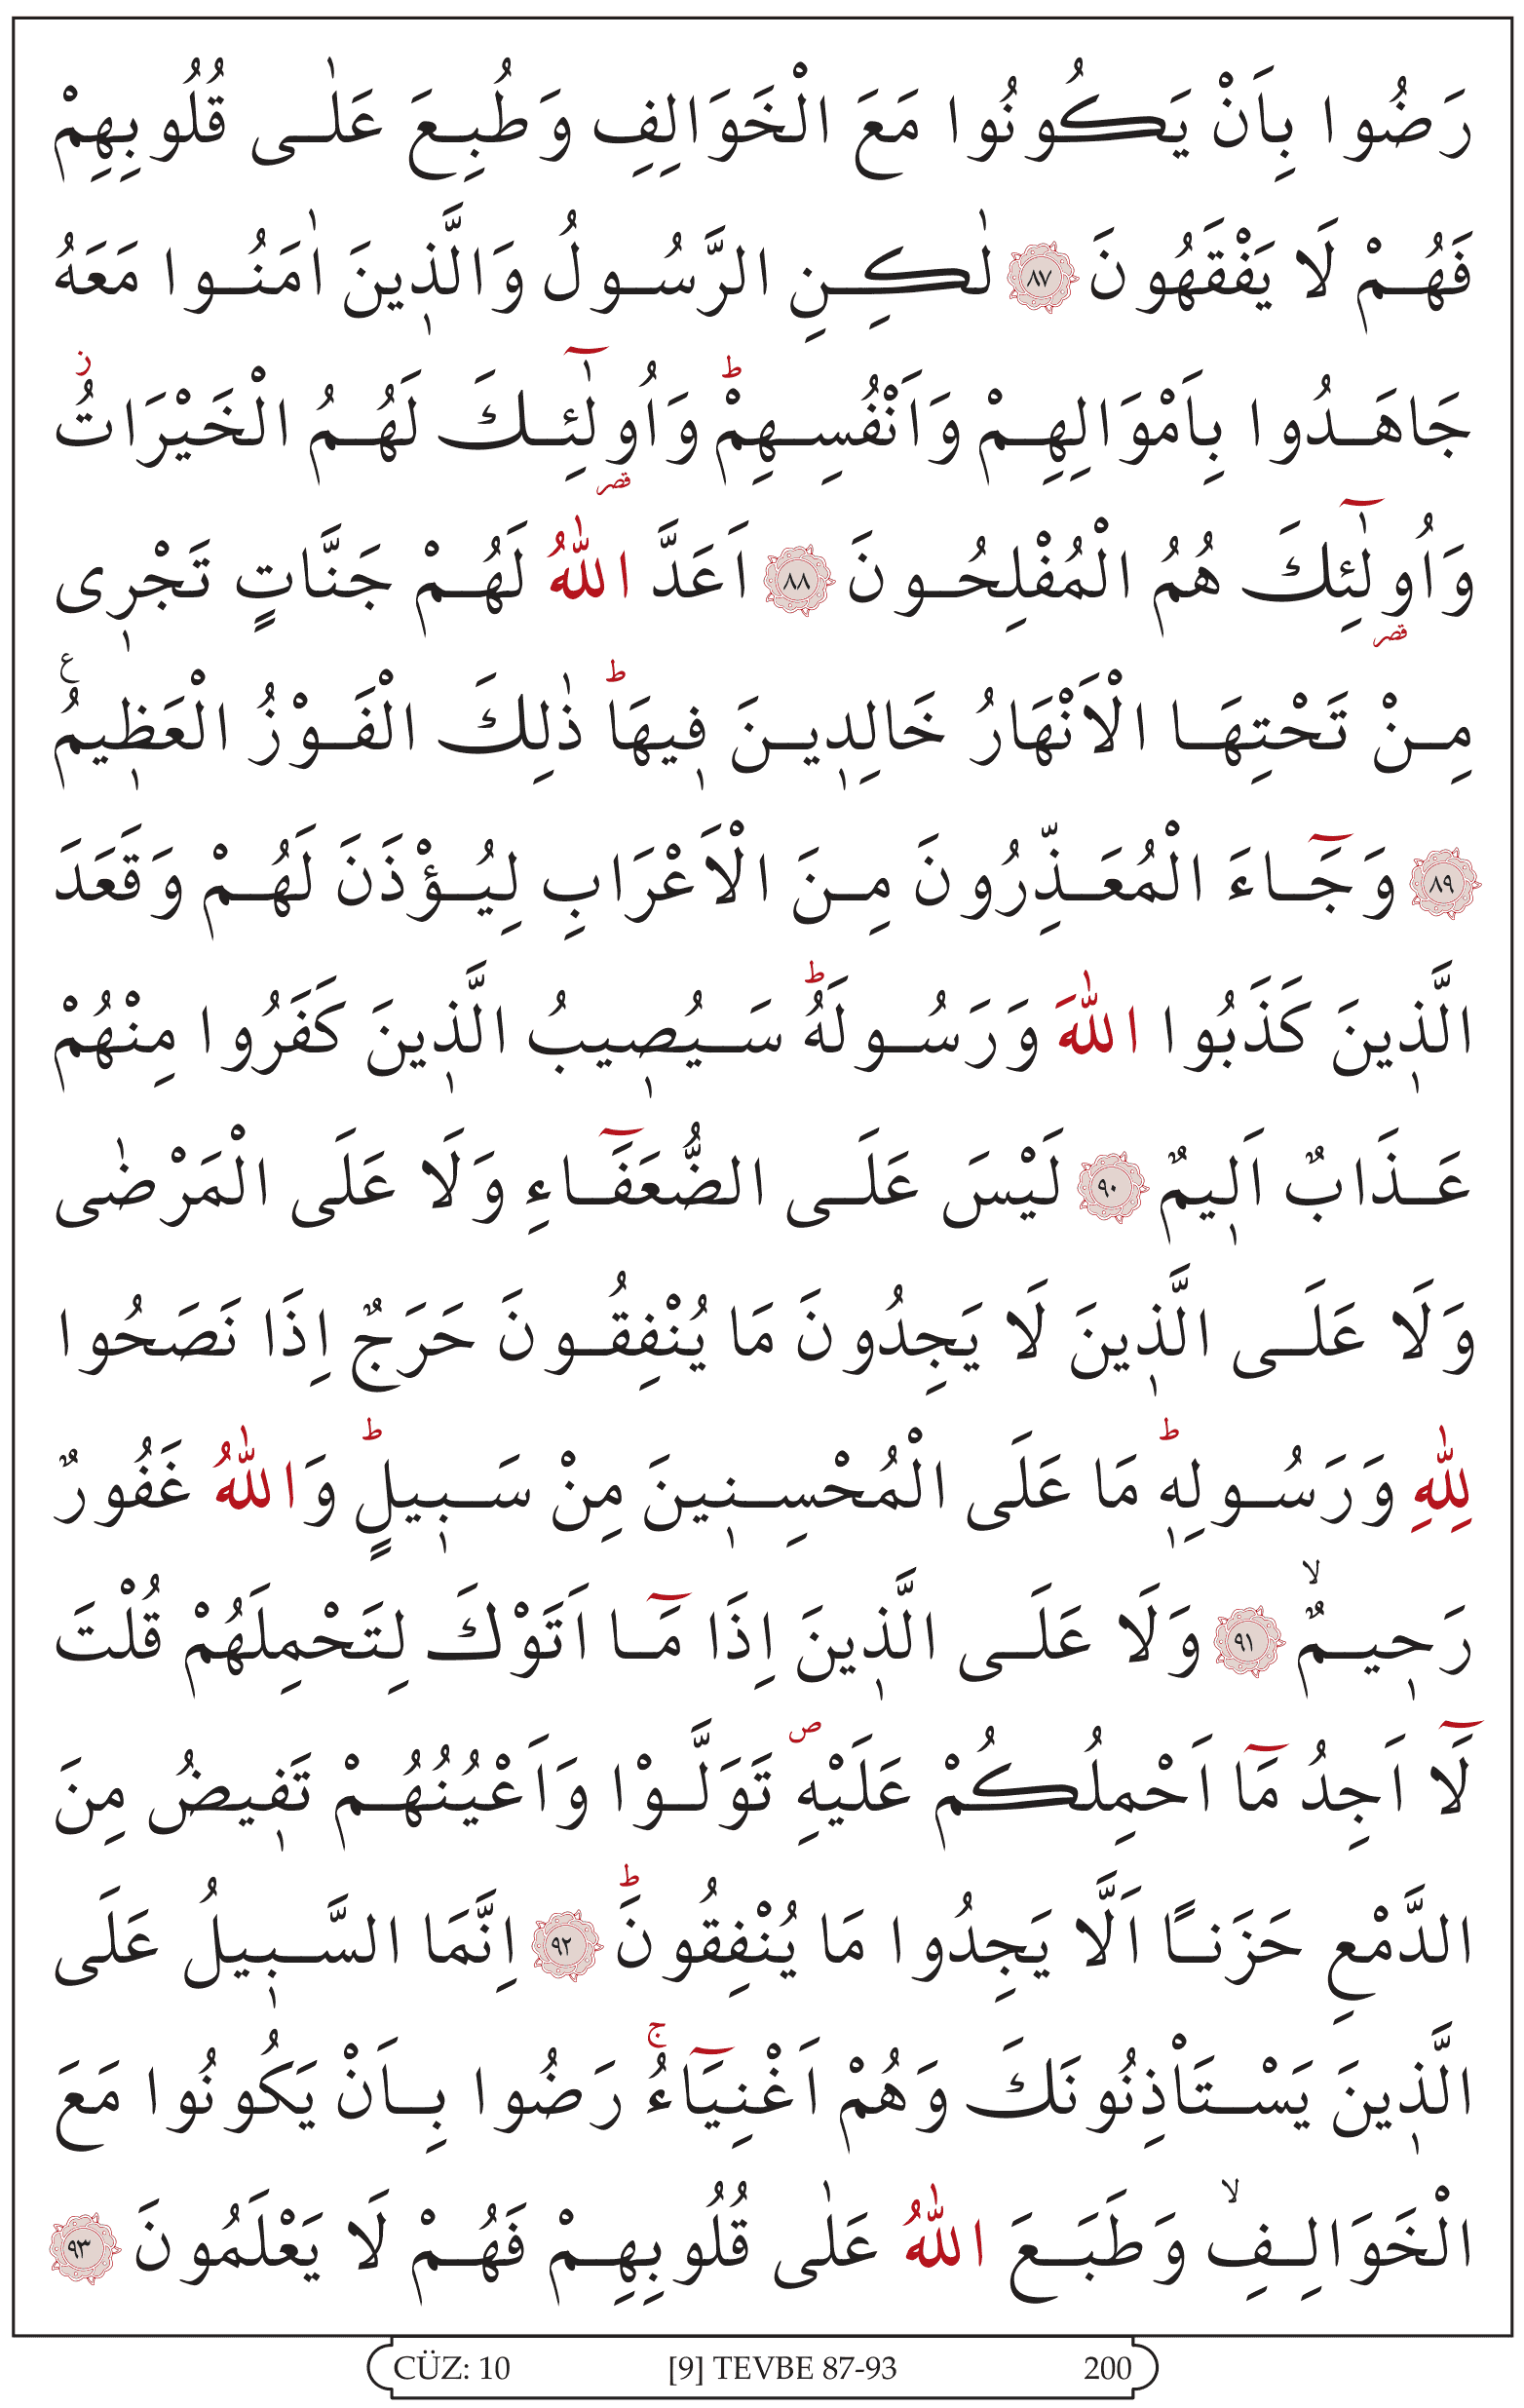 رَضُوا بِاَنْ يَكُونُوا مَعَ الْخَوَالِفِ وَطُبِعَ عَلٰى قُلُوبِهِمْ
فَهُمْ لَا يَفْقَهُونَ ﴿٨٧﴾ لٰكِنِ الرَّسُولُ وَالَّذ۪ينَ اٰمَنُوا مَعَهُ
جَاهَدُوا بِاَمْوَالِهِمْ وَاَنْفُسِهِمْۜ وَاُو۬لٰٓئِكَ لَهُمُ الْخَيْرَاتُۘ
وَاُو۬لٰٓئِكَ هُمُ الْمُفْلِحُونَ ﴿٨٨﴾ اَعَدَّ اللّٰهُ لَهُمْ جَنَّاتٍ تَجْر۪ى
مِنْ تَحْتِهَا الْاَنْهَارُ خَالِد۪ينَ ف۪يهَاۜ ذٰلِكَ الْفَوْزُ الْعَظ۪يمُ۟
﴿٨٩﴾ وَجَٓاءَ الْمُعَذِّرُونَ مِنَ الْاَعْرَابِ لِيُؤْذَنَ لَهُمْ وَقَعَدَ
الَّذ۪ينَ كَذَبُوا اللّٰهَ وَرَسُولَهُۜ سَيُص۪يبُ الَّذ۪ينَ كَفَرُوا مِنْهُمْ
عَذَابٌ اَل۪يمٌ ﴿٩٠﴾ لَيْسَ عَلَى الضُّعَفَٓاءِ وَلَا عَلَى الْمَرْضٰى
وَلَا عَلَى الَّذ۪ينَ لَا يَجِدُونَ مَا يُنْفِقُونَ حَرَجٌ اِذَا نَصَحُوا
لِلّٰهِ وَرَسُولِه۪ۜ مَا عَلَى الْمُحْسِن۪ينَ مِنْ سَب۪يلٍۜ وَاللّٰهُ غَفُورٌ
رَح۪يمٌۙ ﴿٩١﴾ وَلَا عَلَى الَّذ۪ينَ اِذَا مَٓا اَتَوْكَ لِتَحْمِلَهُمْ قُلْتَ
لَٓا اَجِدُ مَٓا اَحْمِلُكُمْ عَلَيْهِۖ تَوَلَّوْا وَاَعْيُنُهُمْ تَف۪يضُ مِنَ
الدَّمْعِ حَزَنًا اَلَّا يَجِدُوا مَا يُنْفِقُونَۜ ﴿٩٢﴾ اِنَّمَا السَّب۪يلُ عَلَى
الَّذ۪ينَ يَسْتَاْذِنُونَكَ وَهُمْ اَغْنِيَٓاءُۚ رَضُوا بِاَنْ يَكُونُوا مَعَ
الْخَوَالِفِۙ وَطَبَعَ اللّٰهُ عَلٰى قُلُوبِهِمْ فَهُمْ لَا يَعْلَمُونَ ﴿٩٣﴾
CÜZ: 10 [9] TEVBE 87-93 200